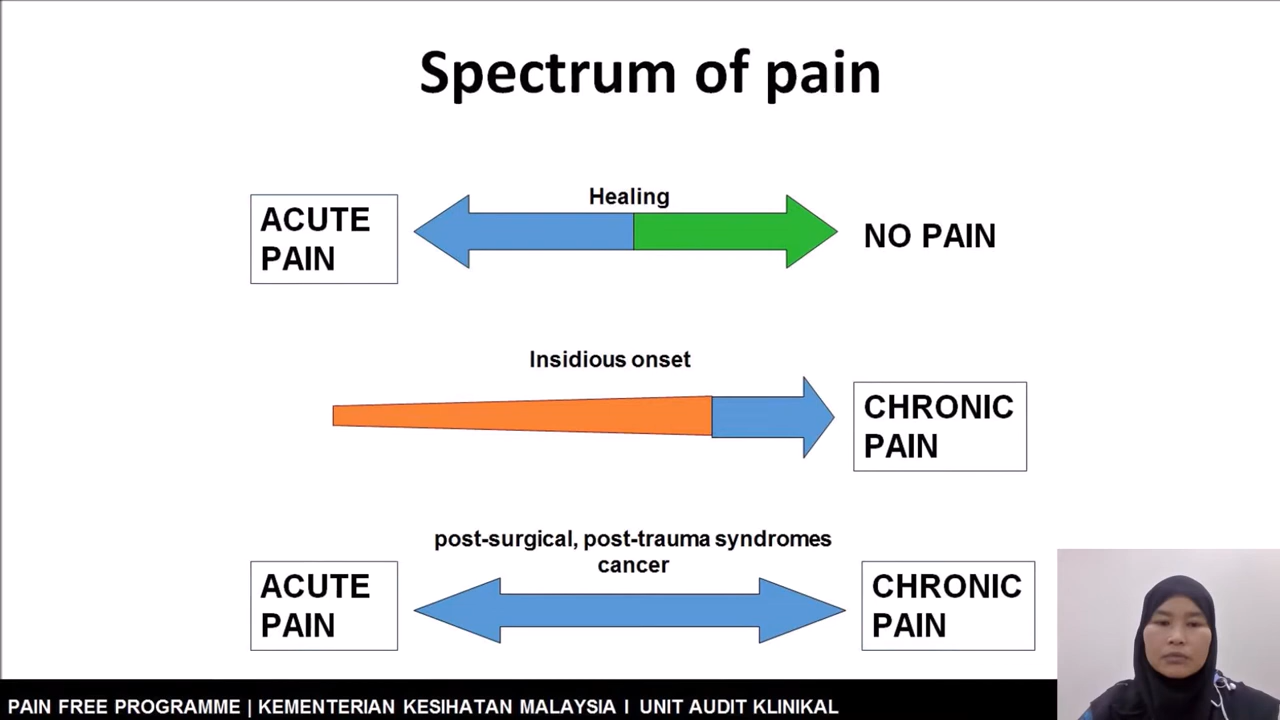 Spectrum of pain
Healing
ACUTE
PAIN
NO PAIN
Insidious onset
CHRONIC
PAIN
post-surgical, post-trauma syndromes
cancer
ACUTE
PAIN
CHRONIC
PAIN
PAIN FREE PROGRAMME | KEMENTERIAN KESIHATAN MALAYSIA I UNIT AUDIT KLINIKAL